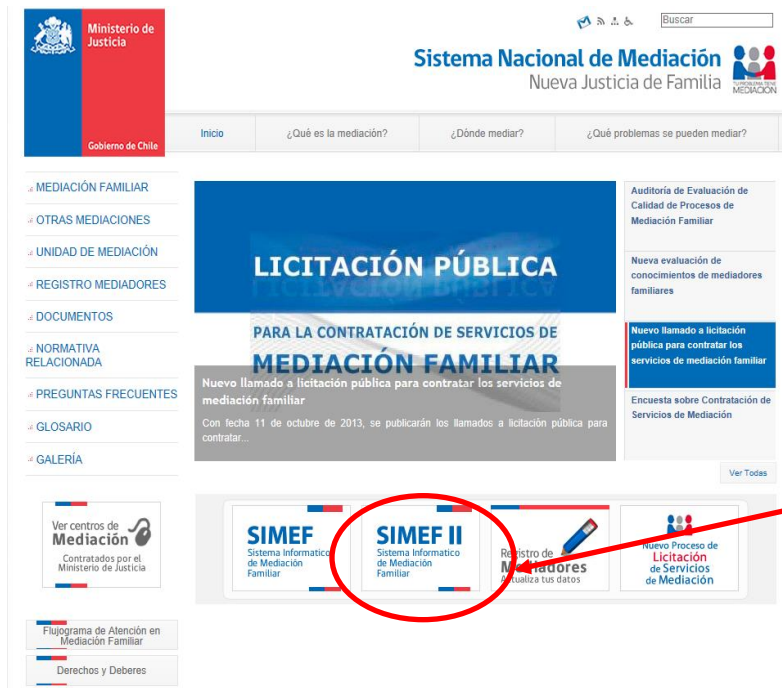 Ministerio de
Justicia
Gobierno de Chile
Buscar
Sistema Nacional de Mediación
Nueva Justicia de Familia
TU PROBLEMA TIENE
MEDIACIÓN
Inicio
¿Qué es la mediación?
¿Dónde mediar?
¿Qué problemas se pueden mediar?
MEDIACIÓN FAMILIAR
OTRAS MEDIACIONES
UNIDAD DE MEDIACIÓN
REGISTRO MEDIADORES
DOCUMENTOS
NORMATIVA
RELACIONADA
PREGUNTAS FRECUENTES
GLOSARIO
GALERÍA
LICITACIÓN PÚBLICA
PARA LA CONTRATACIÓN DE SERVICIOS DE
MEDIACIÓN FAMILIAR
Nuevo llamado a licitación pública para contratar los servicios de
mediación familiar
Con fecha 11 de octubre de 2013, se publicarán los llamados a licitación pública para
contratar...
Auditoría de Evaluación de
Calidad de Procesos de
Mediación Familiar
Nueva evaluación de
conocimientos de mediadores
familiares
Nuevo llamado a licitación
pública para contratar los
servicios de mediación familiar
Encuesta sobre Contratación de
Servicios de Mediación
Ver Todas
Ver centros de
Mediación
Contratados por el
Ministerio de Justicia
SIMEF
Sistema Informatico
de Mediación
Familiar
SIMEF II
Sistema Informatico
de Mediación
Familiar
Registro de
Mediadores
Actualiza tus datos
Nuevo Proceso de
Licitación
de Servicios
de Mediación
Flujograma de Atención en
Mediación Familiar
Derechos y Deberes